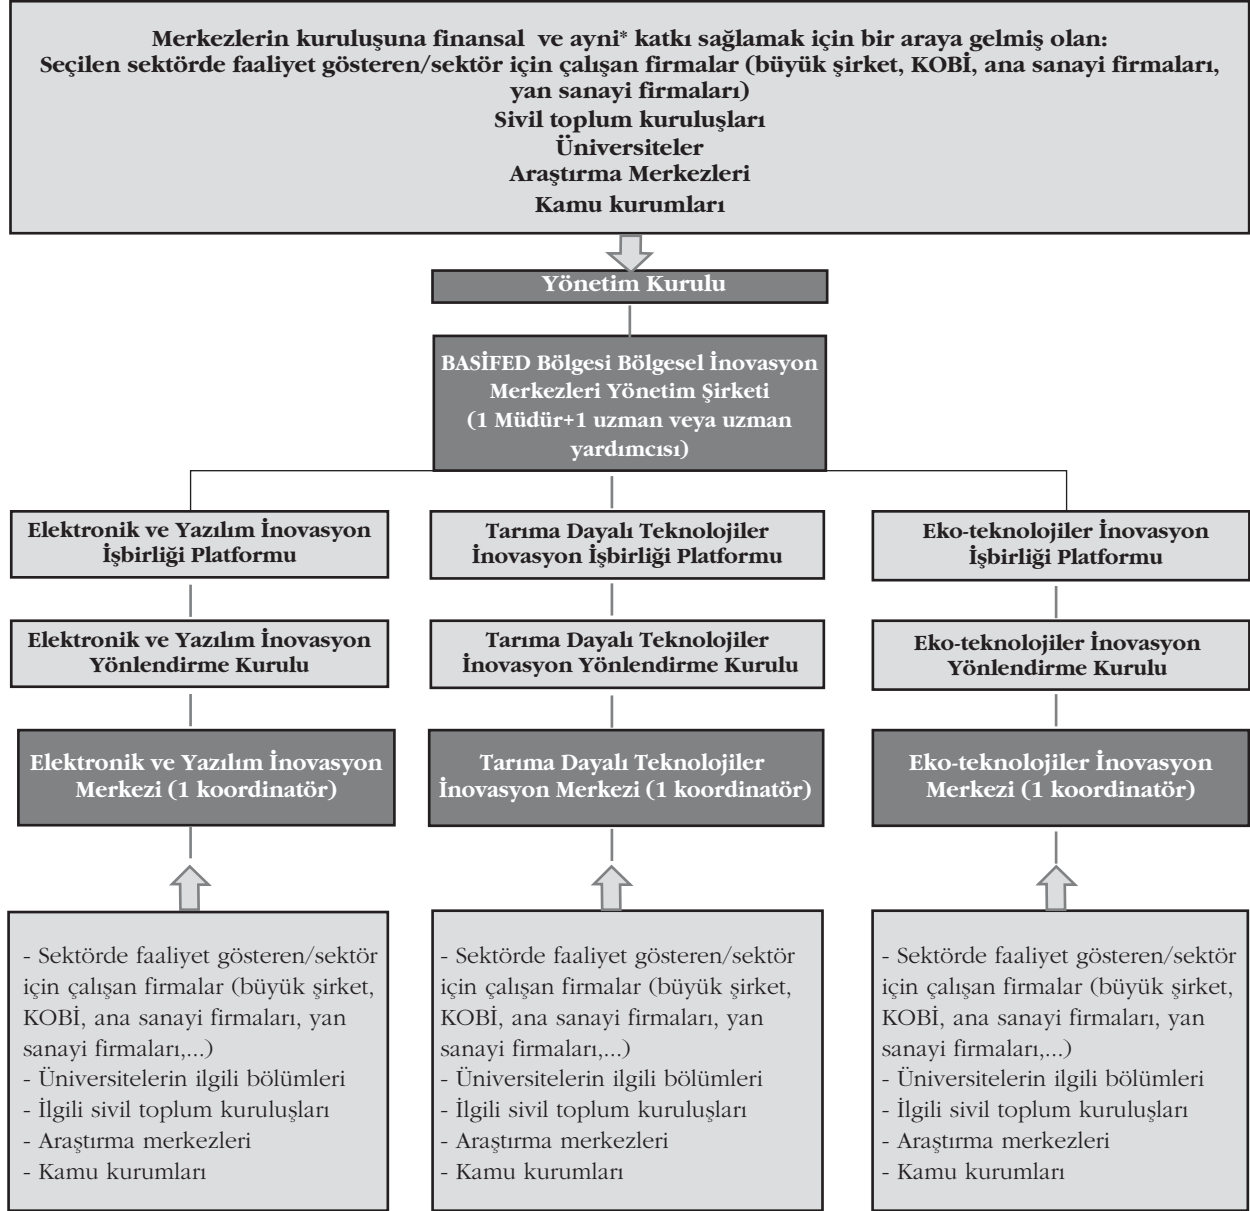 Merkezlerin kuruluşuna finansal ve ayni* katkı sağlamak için bir araya gelmiş olan:
Seçilen sektörde faaliyet gösteren/sektör için çalışan firmalar (büyük şirket, KOBİ, ana sanayi firmaları,
yan sanayi firmaları)
Sivil toplum kuruluşları
Üniversiteler
Araştırma Merkezleri
Kamu kurumları
Yönetim Kurulu
BASİFED Bölgesi Bölgesel İnovasyon
Merkezleri Yönetim Şirketi
(1 Müdür+1 uzman veya uzman
yardımcısı)
Elektronik ve Yazılım İnovasyon
İşbirliği Platformu
Tarıma Dayalı Teknolojiler
İnovasyon İşbirliği Platformu
Eko-teknolojiler İnovasyon
İşbirliği Platformu
Elektronik ve Yazılım İnovasyon
Yönlendirme Kurulu
Tarıma Dayalı Teknolojiler
İnovasyon Yönlendirme Kurulu
Eko-teknolojiler İnovasyon
Yönlendirme Kurulu
Elektronik ve Yazılım İnovasyon
Merkezi (1 koordinatör)
Tarıma Dayalı Teknolojiler
İnovasyon Merkezi (1 koordinatör)
Eko-teknolojiler İnovasyon
Merkezi (1 koordinatör)
- Sektörde faaliyet gösteren/sektör
için çalışan firmalar (büyük şirket,
KOBİ, ana sanayi firmaları, yan
sanayi firmaları,...)
- Üniversitelerin ilgili bölümleri
- İlgili sivil toplum kuruluşları
- Araştırma merkezleri
- Kamu kurumları
- Sektörde faaliyet gösteren/sektör
için çalışan firmalar (büyük şirket,
KOBİ, ana sanayi firmaları, yan
sanayi firmaları,...)
- Üniversitelerin ilgili bölümleri
- İlgili sivil toplum kuruluşları
- Araştırma merkezleri
- Kamu kurumları
- Sektörde faaliyet gösteren/sektör
için çalışan firmalar (büyük şirket,
KOBİ, ana sanayi firmaları, yan
sanayi firmaları,...)
- Üniversitelerin ilgili bölümleri
- İlgili sivil toplum kuruluşları
- Araştırma merkezleri
- Kamu kurumları